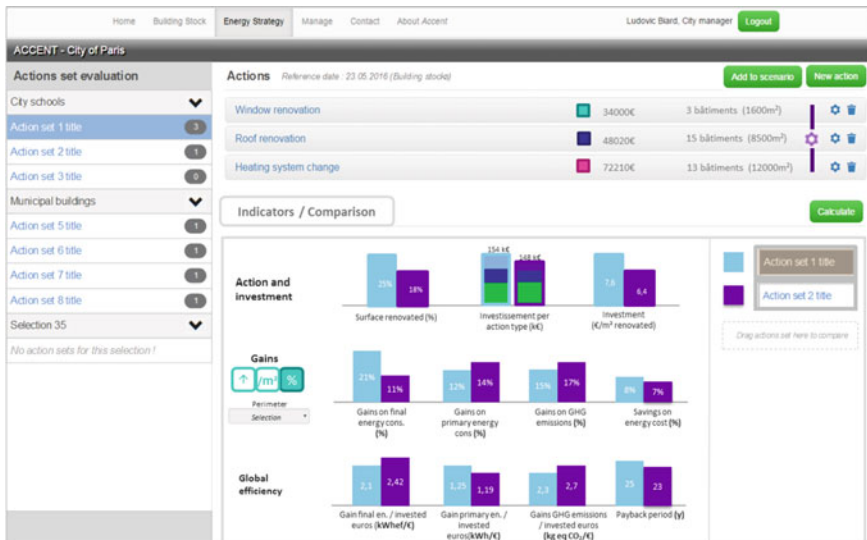 Home Building Stock Energy Strategy Manage Contact About Accent Ludovic Biard, City manager Logout
ACCENT - City of Paris
Actions set evaluation
City schools
Action set 1 title 3
Action set 2 title 1
Action set 3 title 0
Municipal buildings
Action set 5 title 1
Action set 6 title 1
Action set 7 title 1
Action set 8 title 1
Selection 35
No action sets for this selection !
Actions Reference date : 23.05.2016 (Building stocks) Add to scenario New action
Window renovation 34000€ 3 bâtiments (1600m²)
Roof renovation 48020€ 15 bâtiments (8500m²)
Heating system change 72210€ 13 bâtiments (12000m²)
Indicators / Comparison Calculate
Action and
investment
25% 18%
Surface renovated (%)
154 k€ 148 k€
Investissement per
action type (k€)
7,8 6,4
Investment
(€/m² renovated)
Gains
/m² %
Perimeter
Selection
21% 11%
Gains on final
energy cons.
(%)
12% 14%
Gains on
primary energy
cons (%)
15% 17%
Gains on GHG
emissions (%)
8% 7%
Savings on
energy cost (%)
Global
efficiency
2,1 2,42
Gain final en. / invested
euros (kWhef/€)
1,25 1,19
Gain primary en. /
invested
euros(kWh/€)
2,3 2,7
Gains GHG emissions
/ invested euros
(kg eq CO₂/€)
25 23
Payback period (y)
Action set 1 title
Action set 2 title
Drag actions set here to compare